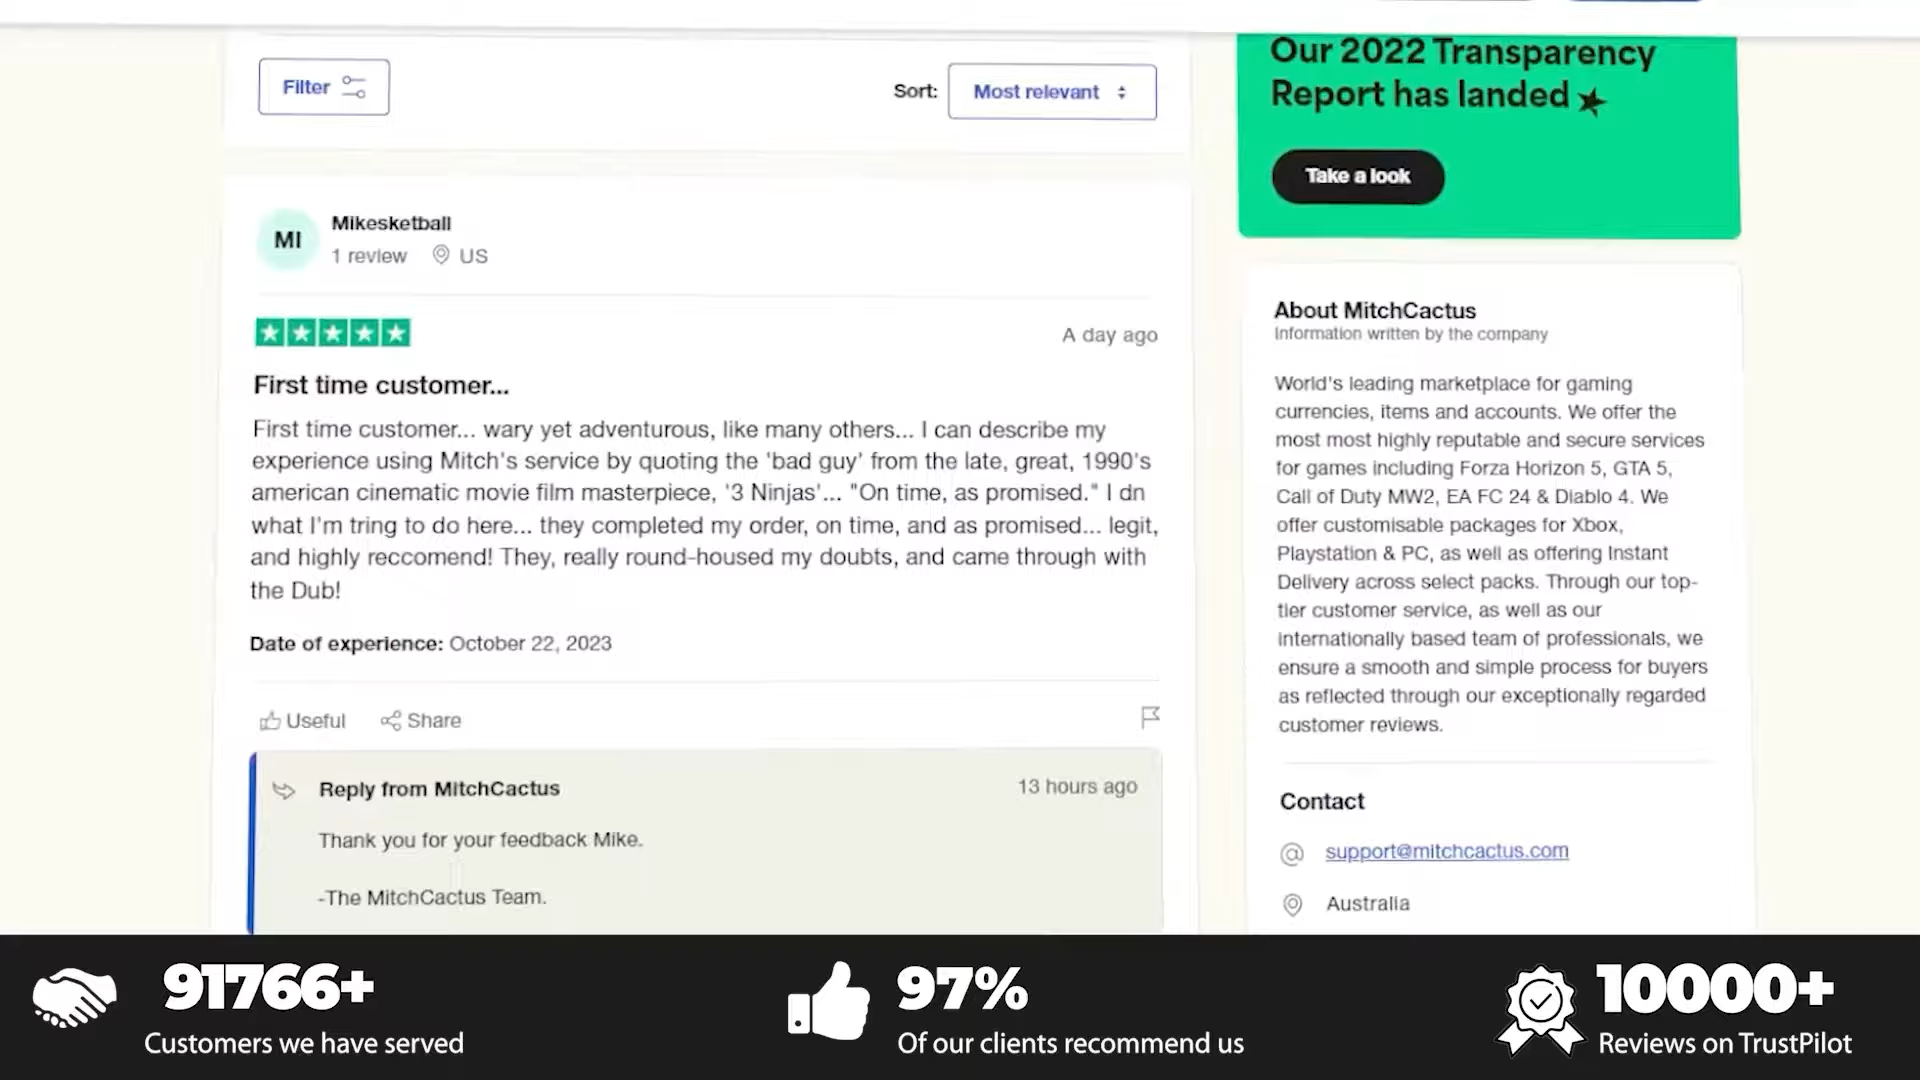 Filter
Sort:
Most relevant
MI
Mikesketball
1 review
US
A day ago
First time customer...
First time customer... wary yet adventurous, like many others... I can describe my
experience using Mitch's service by quoting the 'bad guy' from the late, great, 1990's
american cinematic movie film masterpiece, '3 Ninjas'... "On time, as promised." I dn
what I'm tring to do here... they completed my order, on time, and as promised... legit,
and highly reccomend! They, really round-housed my doubts, and came through with
the Dub!
Date of experience: October 22, 2023
Useful
Share
Reply from MitchCactus
13 hours ago
Thank you for your feedback Mike.
-The MitchCactus Team.
Our 2022 Transparency
Report has landed
Take a look
About MitchCactus
Information written by the company
World's leading marketplace for gaming
currencies, items and accounts. We offer the
most most highly reputable and secure services
for games including Forza Horizon 5, GTA 5,
Call of Duty MW2, EA FC 24 & Diablo 4. We
offer customisable packages for Xbox,
Playstation & PC, as well as offering Instant
Delivery across select packs. Through our top-
tier customer service, as well as our
internationally based team of professionals, we
ensure a smooth and simple process for buyers
as reflected through our exceptionally regarded
customer reviews.
Contact
support@mitchcactus.com
Australia
91766+
Customers we have served
97%
Of our clients recommend us
10000+
Reviews on TrustPilot